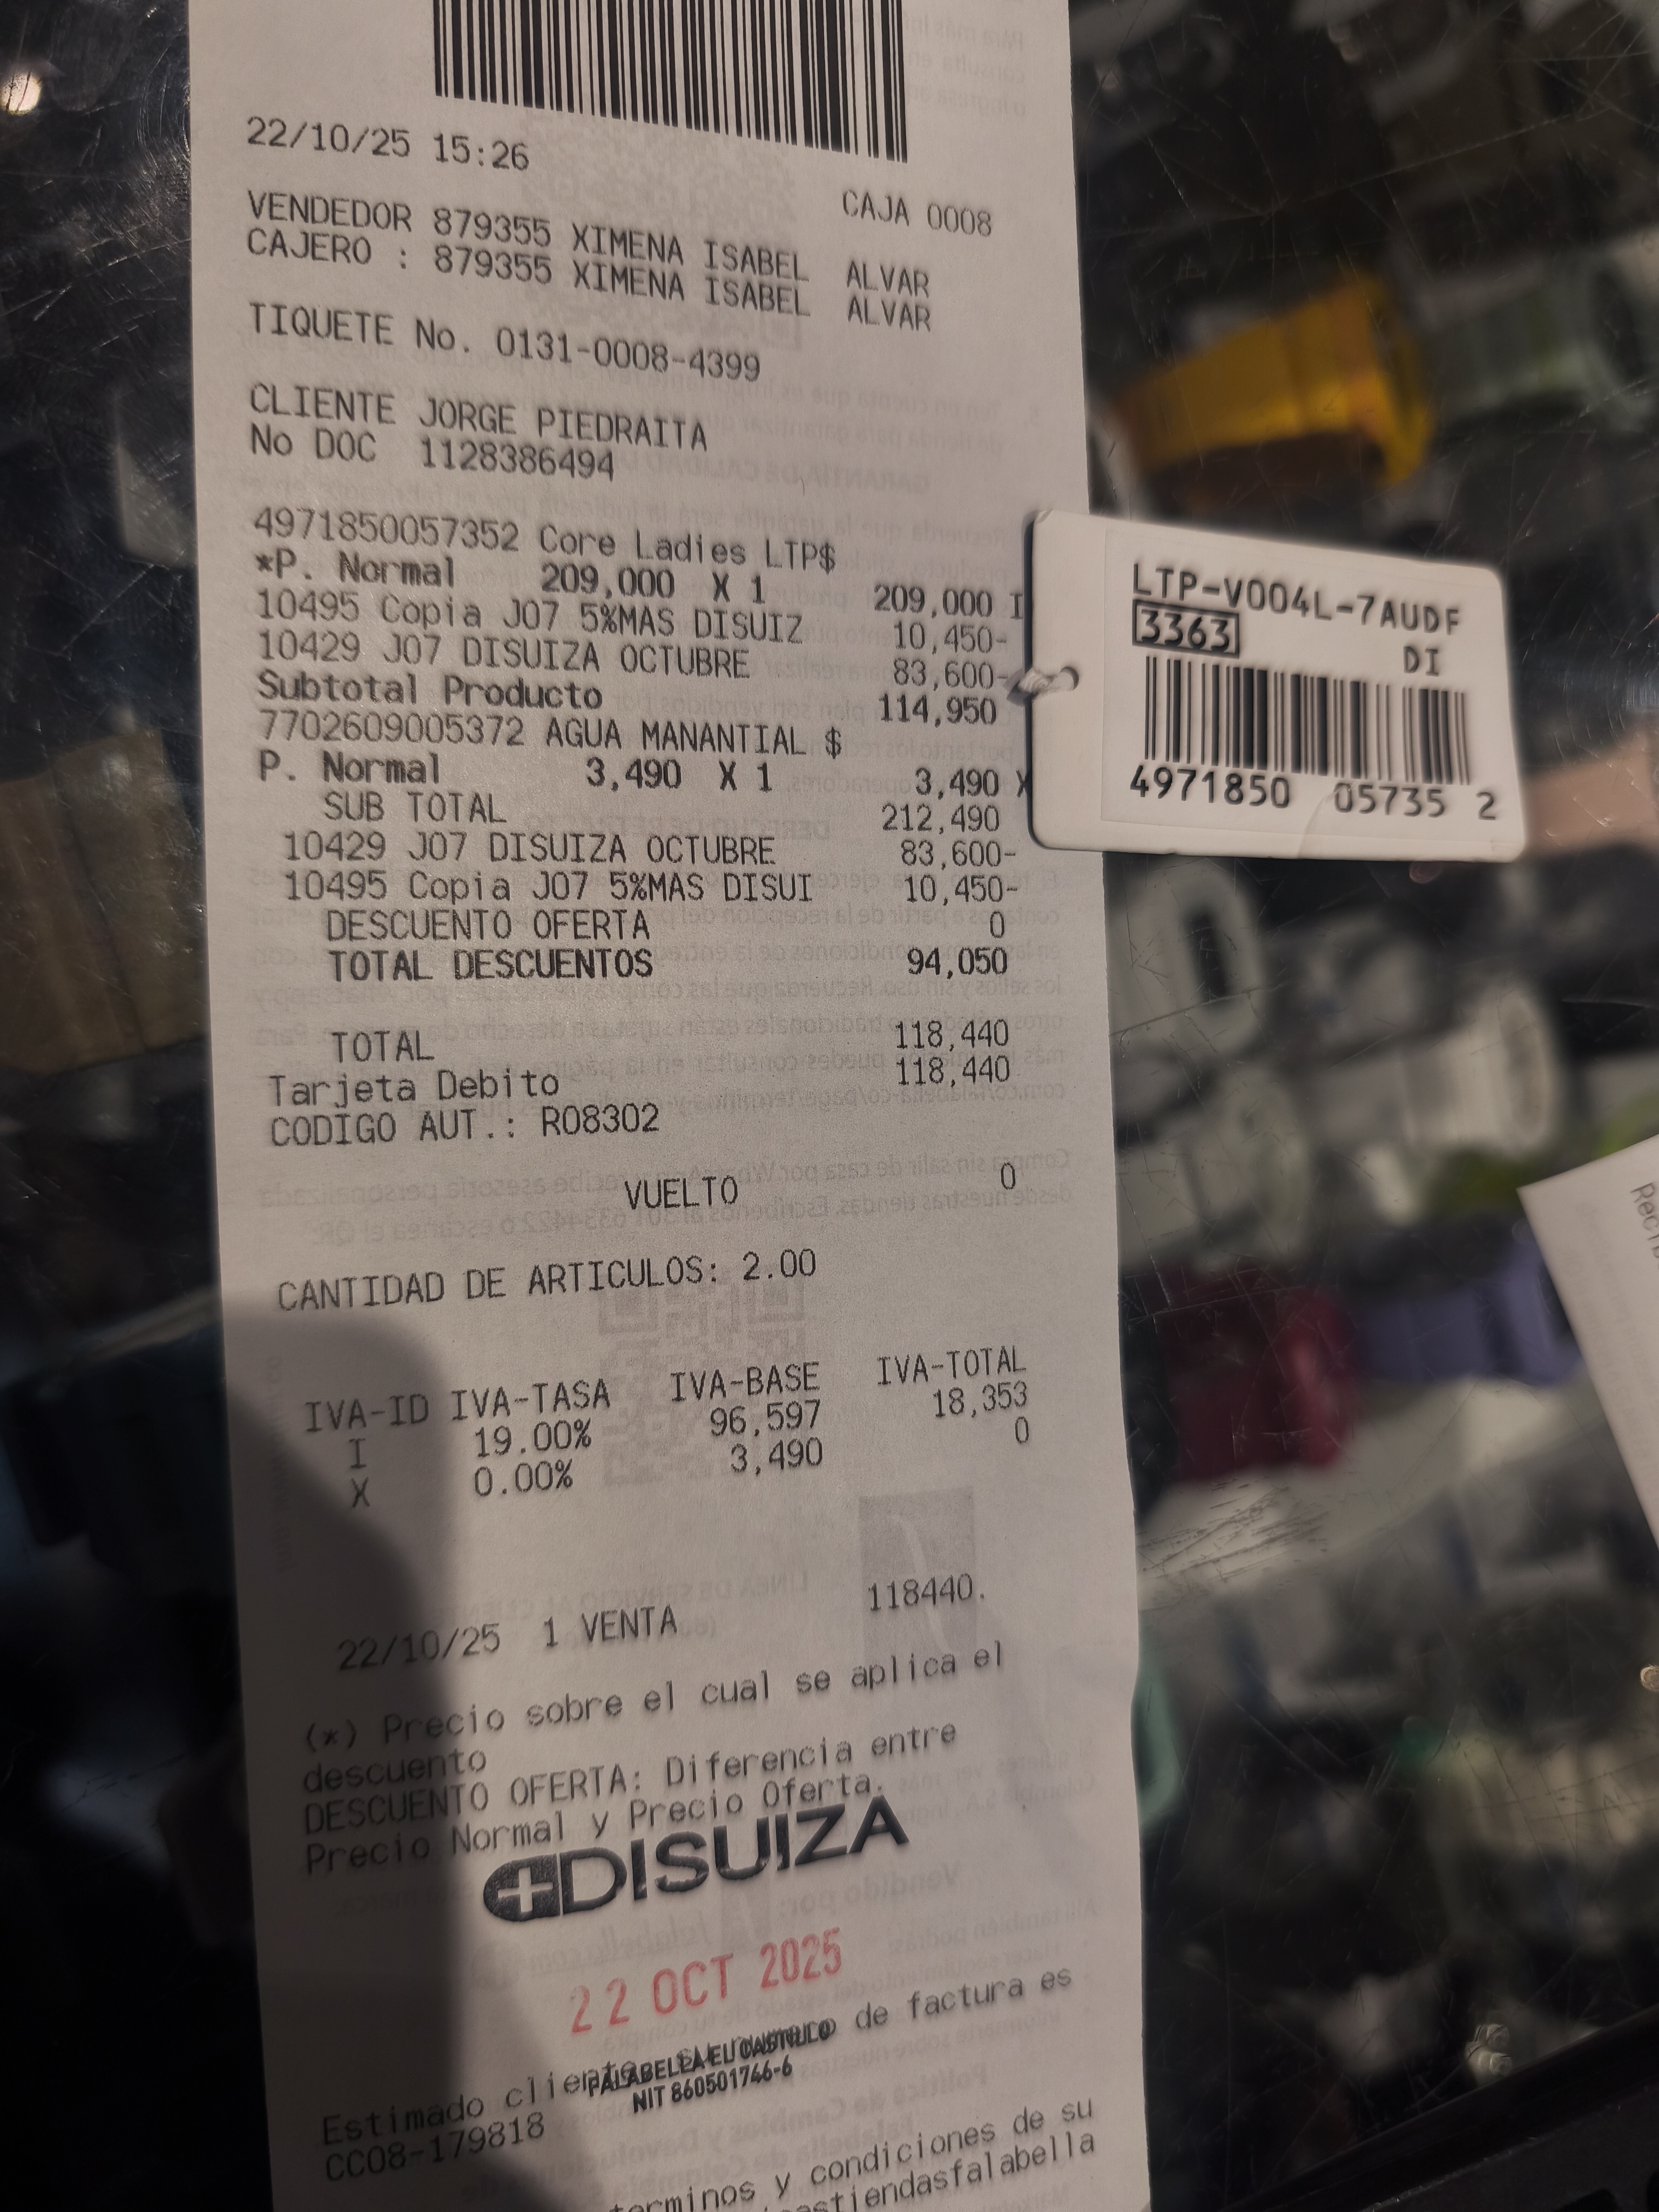 22/10/25 15:26
CAJA 0008
VENDEDOR 879355 XIMENA ISABEL ALVAR
CAJERO : 879355 XIMENA ISABEL ALVAR
TIQUETE No. 0131-0008-4399
CLIENTE JORGE PIEDRAITA
No DOC 1128386494
4971850057352 Core Ladies LTP$
*P. Normal 209,000 X 1 209,000 I
10495 Copia J07 5%MAS DISUIZ 10,450-
10429 J07 DISUIZA OCTUBRE 83,600-
Subtotal Producto 114,950
7702609005372 AGUA MANANTIAL $
P. Normal 3,490 X 1 3,490 X
SUB TOTAL 212,490
10429 J07 DISUIZA OCTUBRE 83,600-
10495 Copia J07 5%MAS DISUI 10,450-
DESCUENTO OFERTA 0
TOTAL DESCUENTOS 94,050
TOTAL 118,440
Tarjeta Debito 118,440
CODIGO AUT.: R08302
VUELTO 0
CANTIDAD DE ARTICULOS: 2.00
IVA-ID IVA-TASA IVA-BASE IVA-TOTAL
I 19.00% 96,597 18,353
X 0.00% 3,490 0
22/10/25 1 VENTA 118440.
(*) Precio sobre el cual se aplica el
descuento
DESCUENTO OFERTA: Diferencia entre
Precio Normal y Precio Oferta.
DISUIZA
22 OCT 2025
FALABELLA EL CASTILLO
NIT 860501746-6
Estimado cliente, de factura es
CC08-179818
terminos y condiciones de su
tiendasfalabella
LTP-V004L-7AUDF
3363
DI
4971850 05735 2